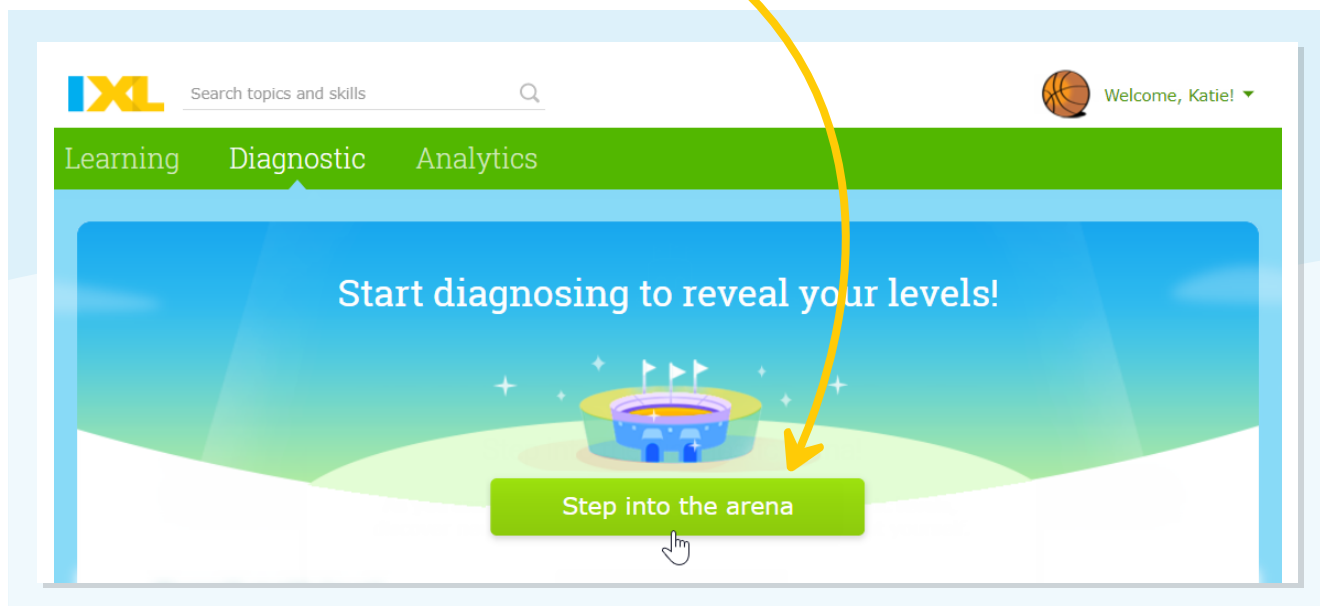 IXL Search topics and skills Welcome, Katie!
Learning Diagnostic Analytics
Start diagnosing to reveal your levels!
Step into the arena